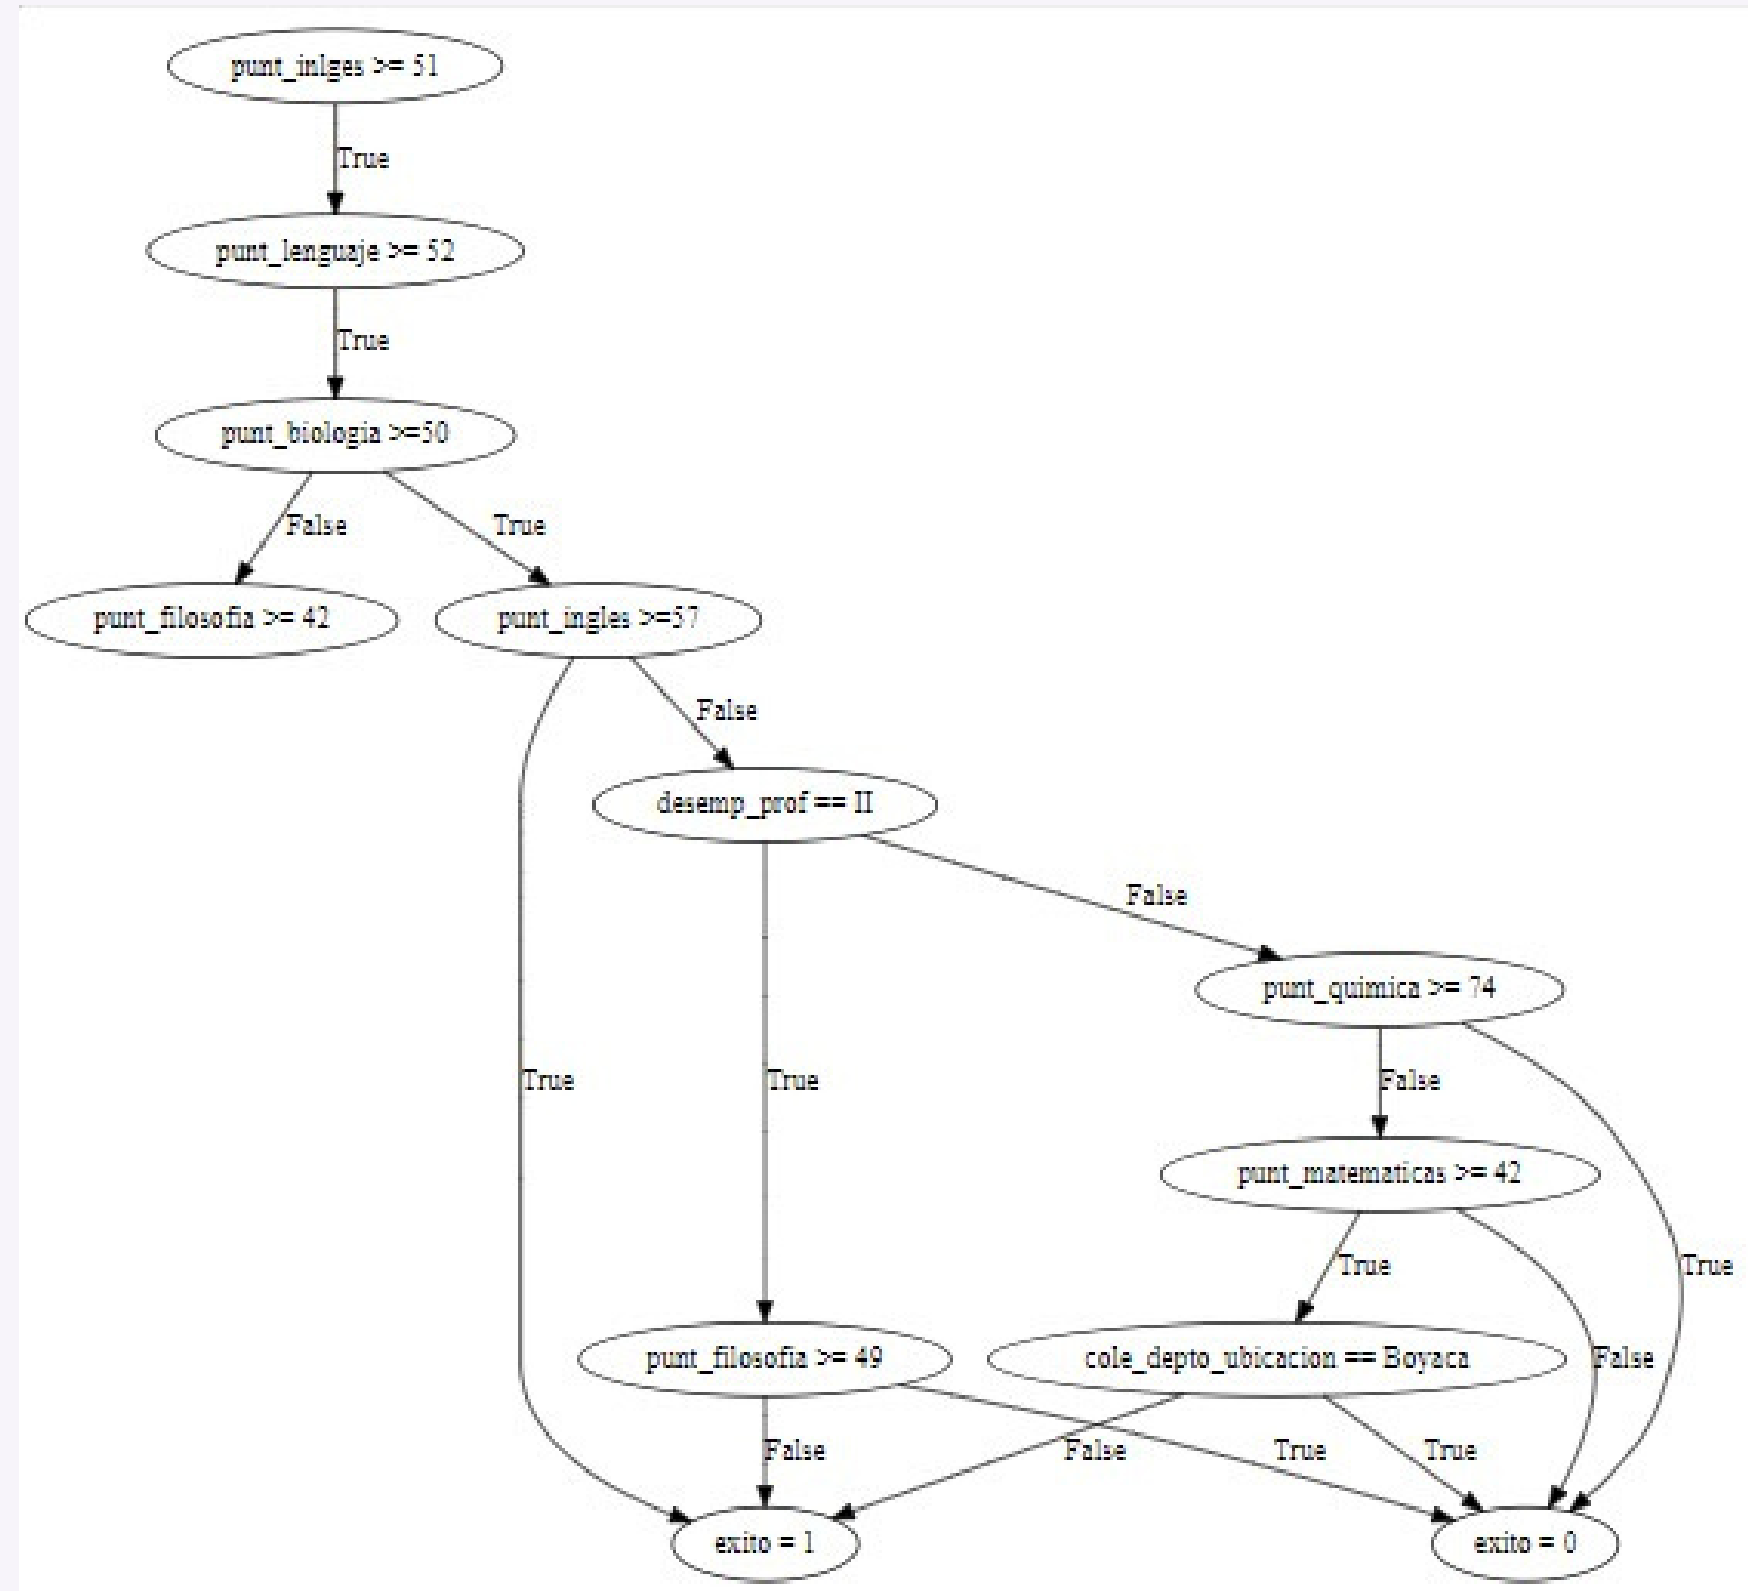 punt_inlges >= 51
True
punt_lenguaje >= 52
True
punt_biologia >=50
False
True
punt_filosofia >= 42
punt_ingles >=57
False
desemp_prof == II
False
punt_quimica >= 74
True
True
False
punt_matematicas >= 42
True
True
punt_filosofia >= 49
cole_depto_ubicacion == Boyaca
False
False
False
True
True
exito = 1
exito = 0